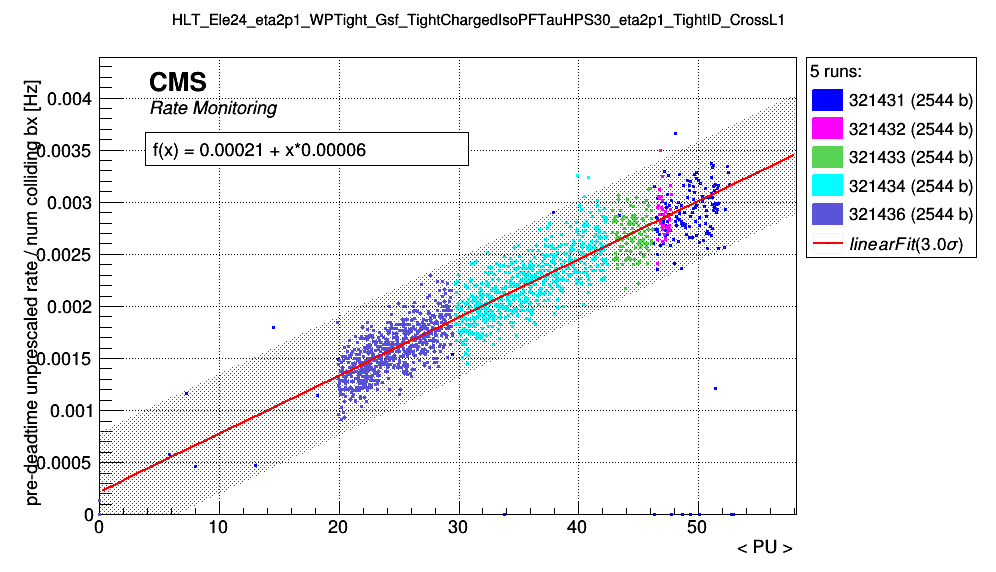 HLT_Ele24_eta2p1_WPTight_Gsf_TightChargedIsoPFTauHPS30_eta2p1_TightID_CrossL1
CMS
Rate Monitoring
f(x) = 0.00021 + x*0.00006
pre-deadtime unprescaled rate / num colliding bx [Hz]
0.004
0.0035
0.003
0.0025
0.002
0.0015
0.001
0.0005
0
0 10 20 30 40 50
< PU >
5 runs:
321431 (2544 b)
321432 (2544 b)
321433 (2544 b)
321434 (2544 b)
321436 (2544 b)
linearFit(3.0σ)